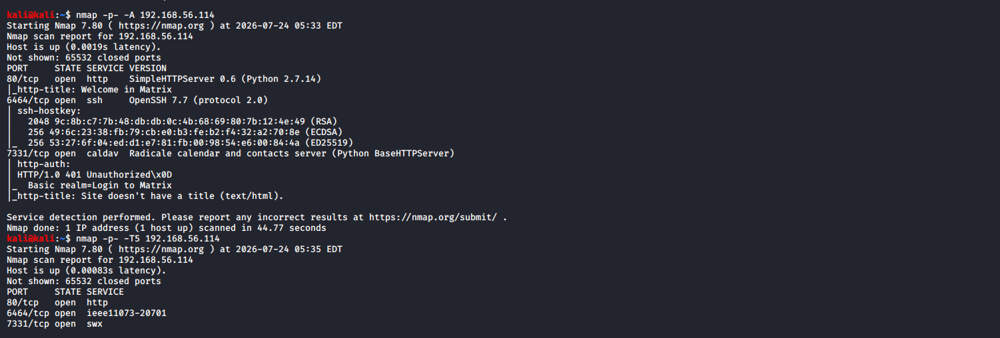 kali@kali:~$ nmap -p- -A 192.168.56.114
Starting Nmap 7.80 ( https://nmap.org ) at 2026-07-24 05:33 EDT
Nmap scan report for 192.168.56.114
Host is up (0.0019s latency).
Not shown: 65532 closed ports
PORT     STATE SERVICE VERSION
80/tcp   open  http    SimpleHTTPServer 0.6 (Python 2.7.14)
|_http-title: Welcome in Matrix
6464/tcp open  ssh     OpenSSH 7.7 (protocol 2.0)
| ssh-hostkey:
|   2048 9c:8b:c7:7b:48:db:db:0c:4b:68:69:80:7b:12:4e:49 (RSA)
|   256 49:6c:23:38:fb:79:cb:e0:b3:fe:b2:f4:32:a2:70:8e (ECDSA)
|_  256 53:27:6f:04:ed:d1:e7:81:fb:00:98:54:e6:00:84:4a (ED25519)
7331/tcp open  caldav  Radicale calendar and contacts server (Python BaseHTTPServer)
| http-auth:
| HTTP/1.0 401 Unauthorized\x0D
|_  Basic realm=Login to Matrix
|_http-title: Site doesn't have a title (text/html).

Service detection performed. Please report any incorrect results at https://nmap.org/submit/ .
Nmap done: 1 IP address (1 host up) scanned in 44.77 seconds
kali@kali:~$ nmap -p- -T5 192.168.56.114
Starting Nmap 7.80 ( https://nmap.org ) at 2026-07-24 05:35 EDT
Nmap scan report for 192.168.56.114
Host is up (0.00083s latency).
Not shown: 65532 closed ports
PORT     STATE SERVICE
80/tcp   open  http
6464/tcp open  ieee11073-20701
7331/tcp open  swx